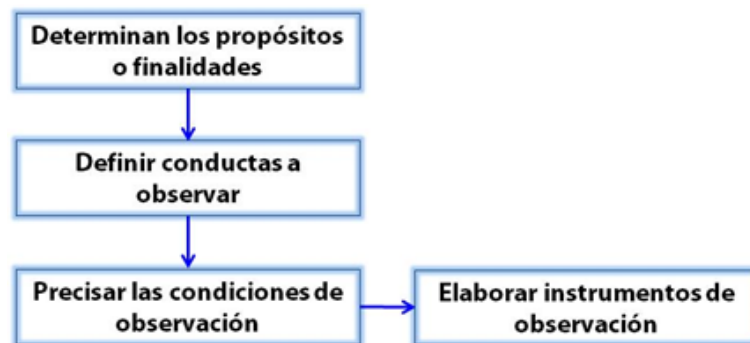 Determinan los propósitos
o finalidades
Definir conductas a
observar
Precisar las condiciones de
observación
Elaborar instrumentos de
observación